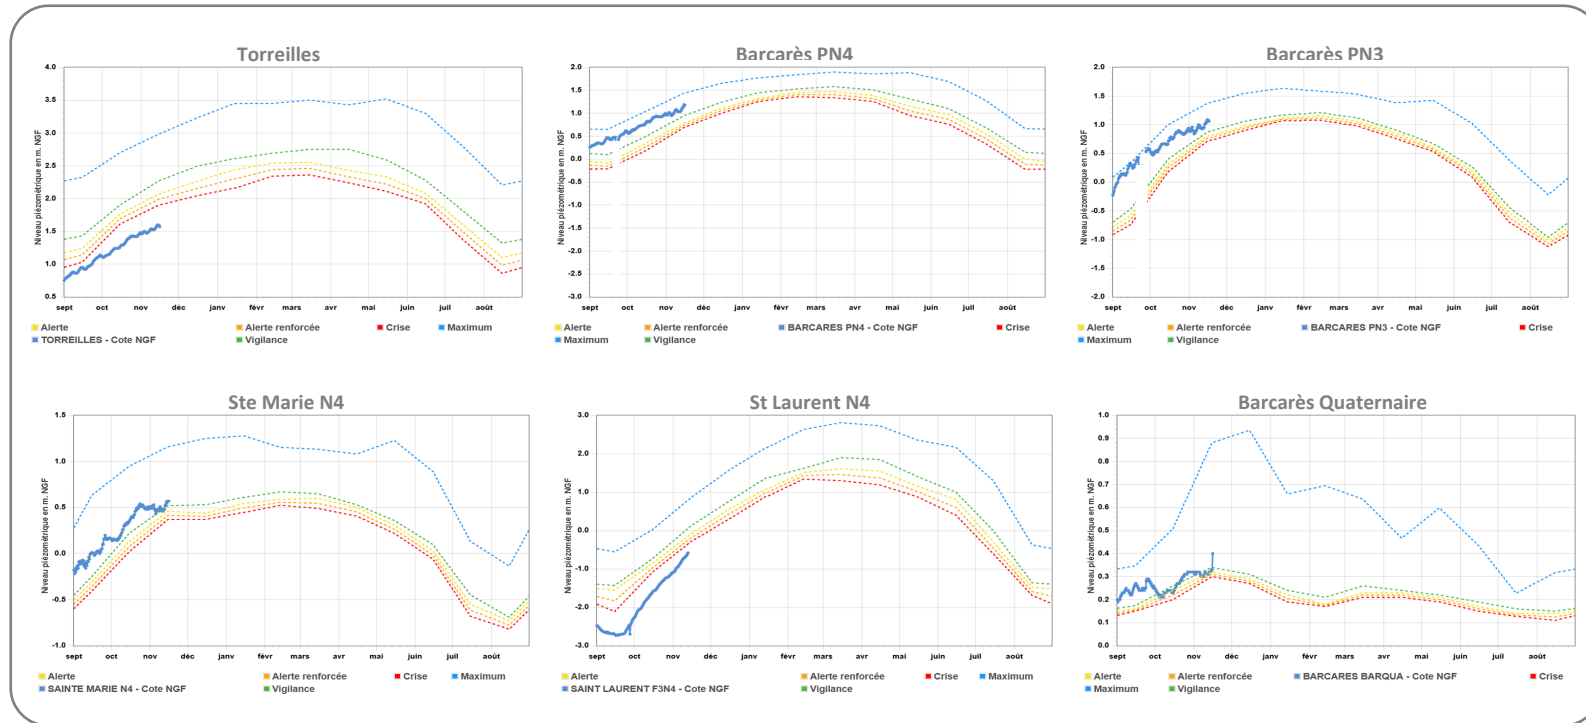 Torreilles
Niveau piézométrique en m. NGF
4.0
3.5
3.0
2.5
2.0
1.5
1.0
0.5
sept oct nov déc janv févr mars avril mai juin juil août
Alerte Alerte renforcée Crise Maximum
TORREILLES - Cote NGF Vigilance
Barcarès PN4
Niveau piézométrique en m. NGF
2.0
1.5
1.0
0.5
0.0
-0.5
-1.0
-1.5
-2.0
-2.5
-3.0
sept oct nov déc janv févr mars avr mai juin juil août
Alerte Alerte renforcée BARCARES PN4 - Cote NGF Crise
Maximum Vigilance
Barcarès PN3
Niveau piézométrique en m. NGF
2.0
1.5
1.0
0.5
0.0
-0.5
-1.0
-1.5
-2.0
sept oct nov déc janv févr mars avr mai juin juil août
Alerte Alerte renforcée BARCARES PN3 - Cote NGF Crise
Maximum Vigilance
Ste Marie N4
Niveau piézométrique en m. NGF
1.5
1.0
0.5
0.0
-0.5
-1.0
sept oct nov déc janv févr mars avr mai juin juil août
Alerte Alerte renforcée Crise Maximum
SAINTE MARIE N4 - Cote NGF Vigilance
St Laurent N4
Niveau piézométrique en m. NGF
3.0
2.0
1.0
0.0
-1.0
-2.0
-3.0
sept oct nov déc janv févr mars avr mai juin juil août
Alerte Alerte renforcée Crise Maximum
SAINT LAURENT F3N4 - Cote NGF Vigilance
Barcarès Quaternaire
Niveau piézométrique en m. NGF
1.0
0.9
0.8
0.7
0.6
0.5
0.4
0.3
0.2
0.1
0.0
sept oct nov déc janv févr mars avr mai juin juil août
Alerte Alerte renforcée BARCARES BARQUA - Cote NGF Crise
Maximum Vigilance